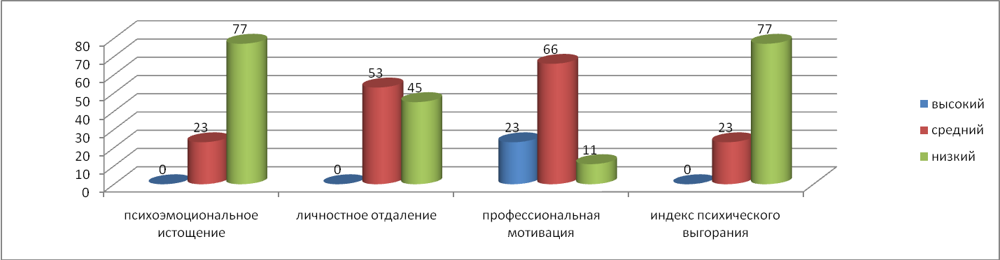 80
70
60
50
40
30
20
10
0
0
23
77
0
53
45
23
66
11
0
23
77
психоэмоциональное
истощение
личностное отдаление
профессиональная
мотивация
индекс психического
выгорания
высокий
средний
низкий